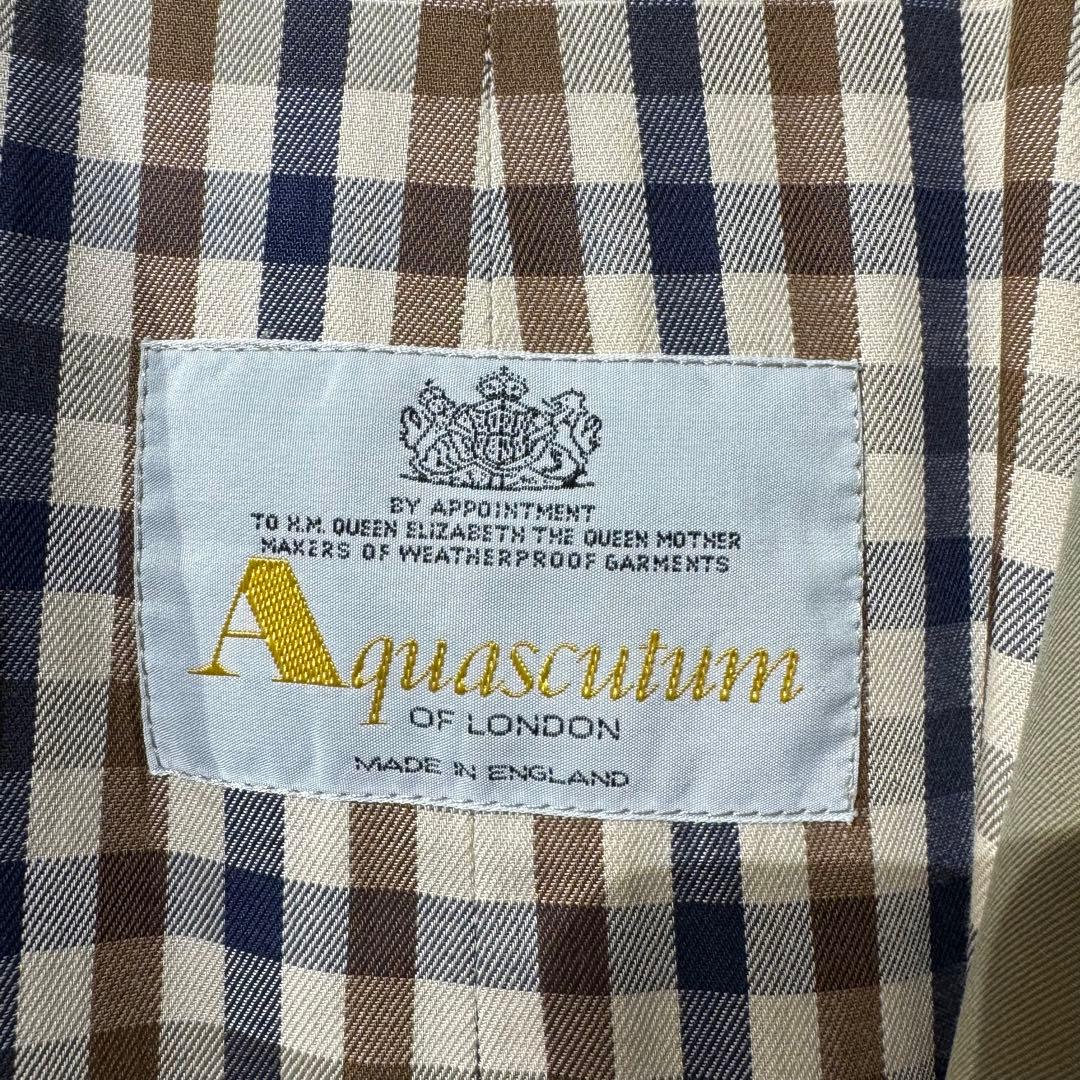 BY APPOINTMENT
TO H.M. QUEEN ELIZABETH THE QUEEN MOTHER
MAKERS OF WEATHERPROOF GARMENTS
Aquascutum
OF LONDON
MADE IN ENGLAND